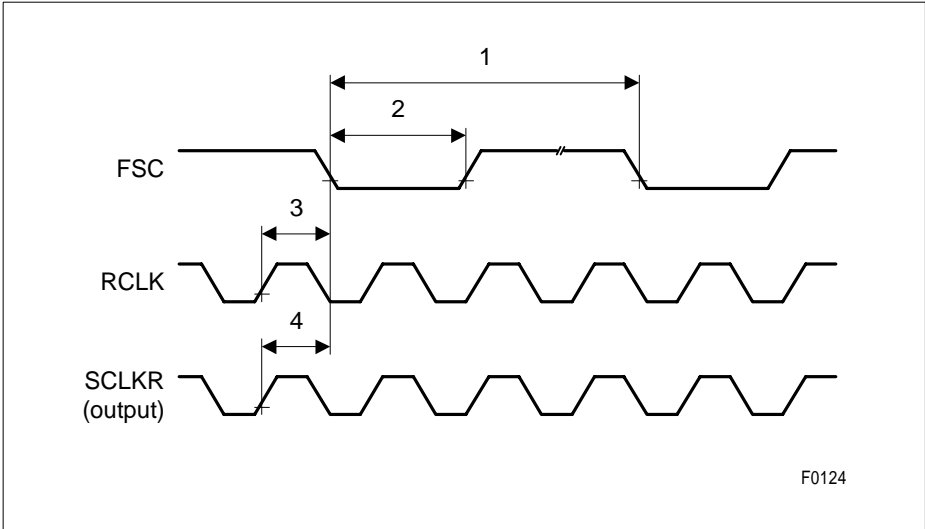 1
2
FSC
3
RCLK
4
SCLKR
(output)
F0124